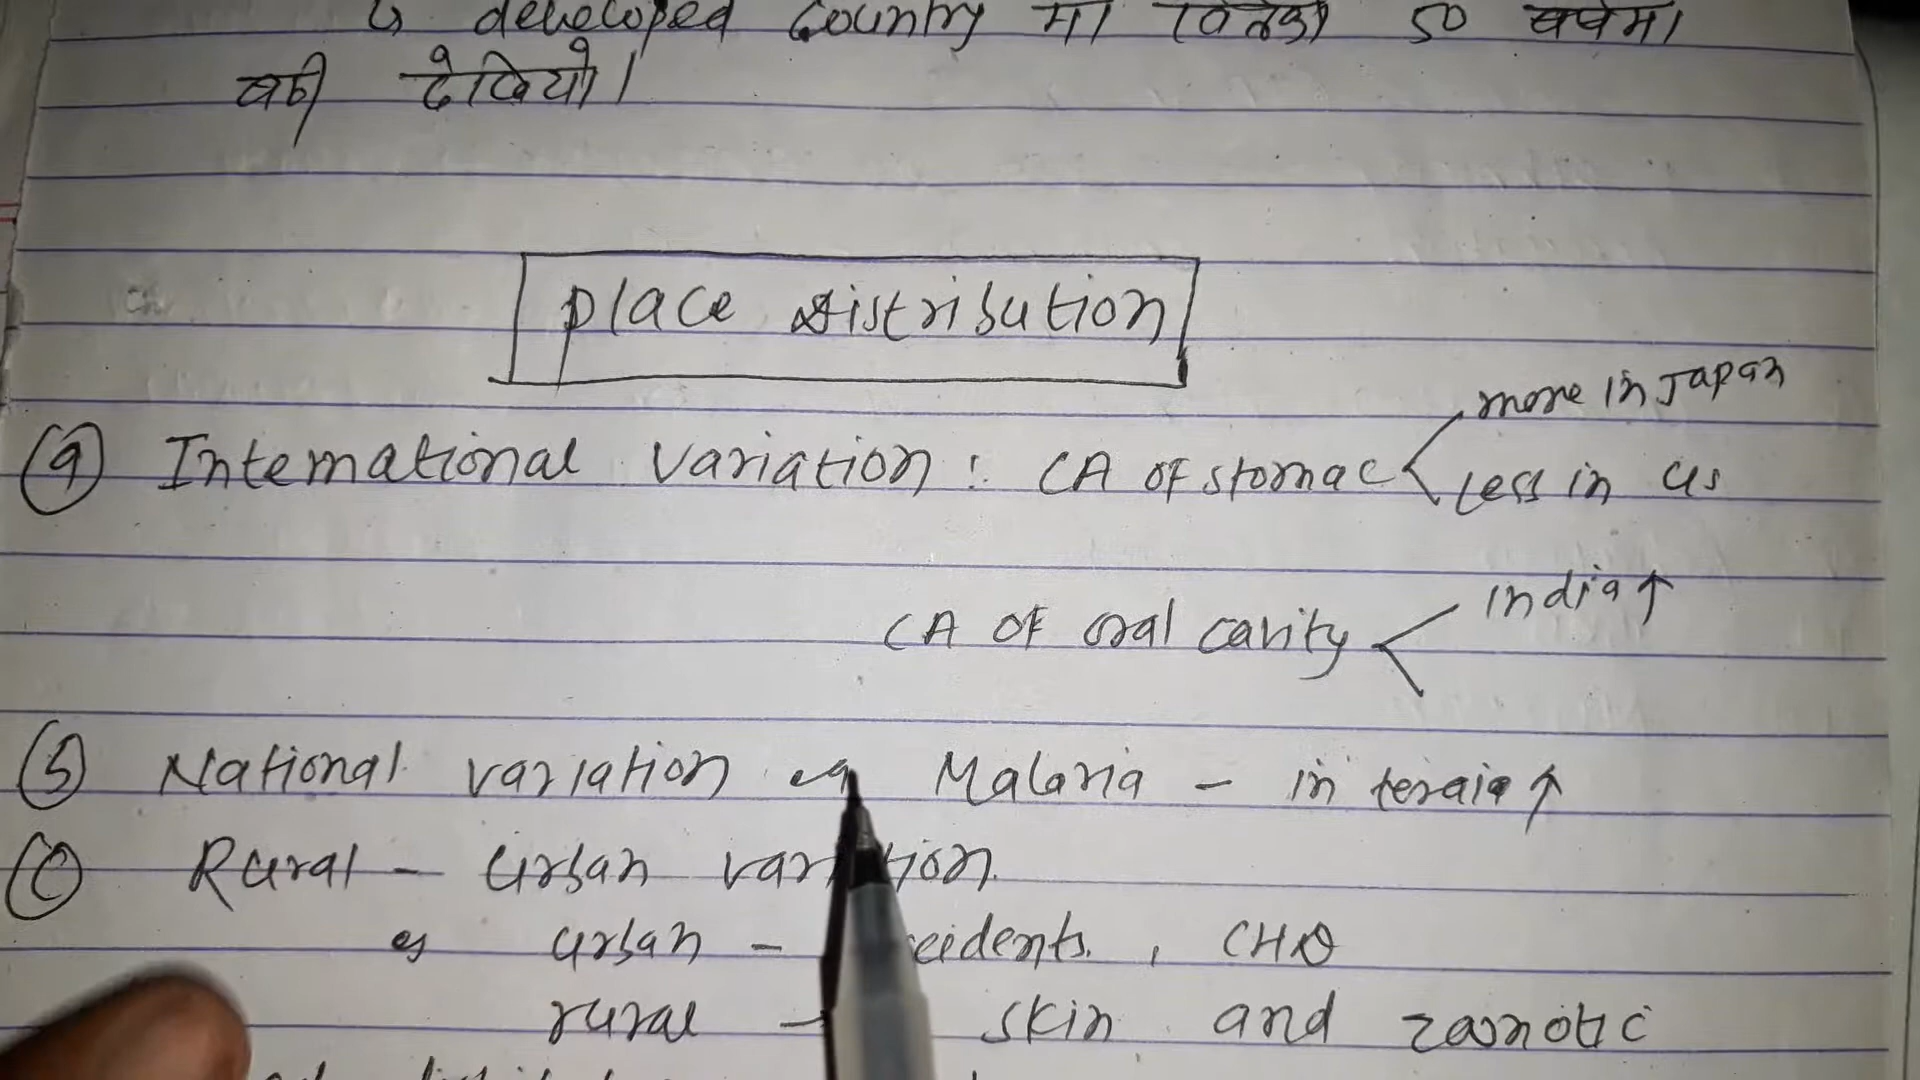 ↳ developed country मा विगतको 50 वर्षमा
बढी देखियो।
place distribution
(a) International variation : CA OF stomac < more in Japan
less in us
CA OF oral cavity < india ↑
(b) National variation eg Malaria - in terai ↑
(c) Rural - urban variation.
eg urban - accidents, CHD
rural - skin and zoonotic